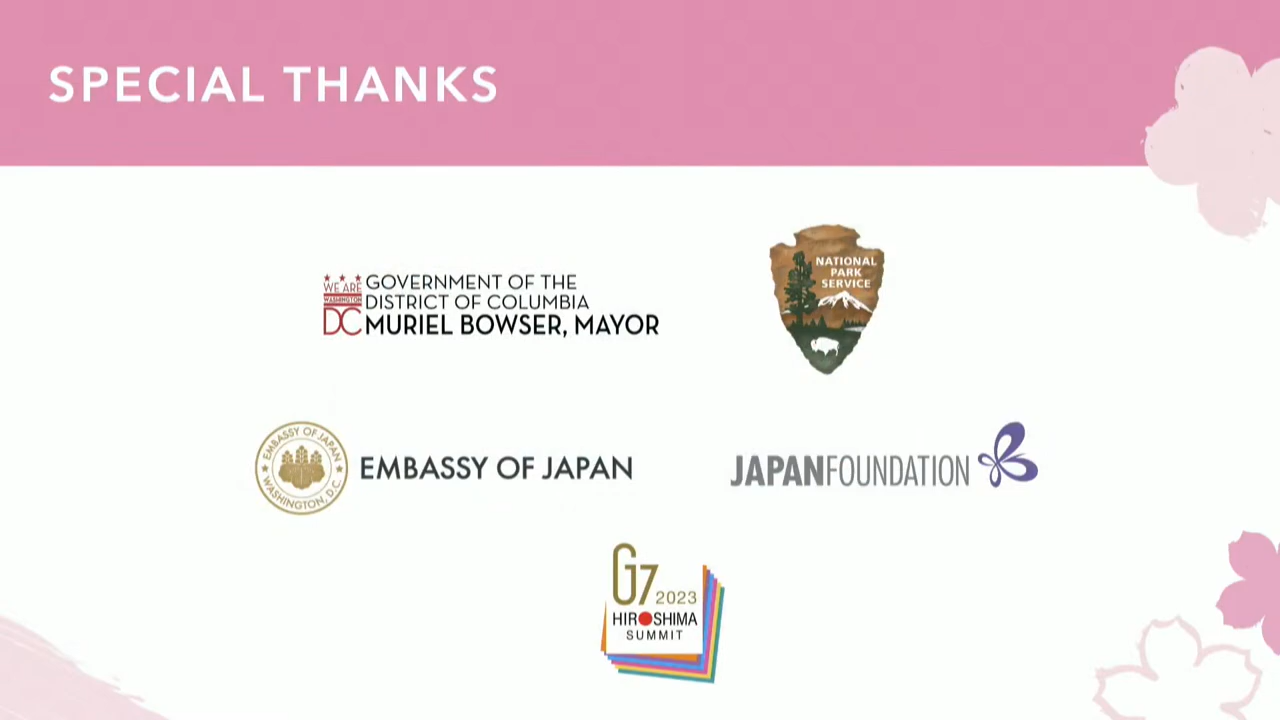 SPECIAL THANKS
WE ARE
WASHINGTON
DC
GOVERNMENT OF THE
DISTRICT OF COLUMBIA
MURIEL BOWSER, MAYOR
NATIONAL
PARK
SERVICE
EMBASSY OF JAPAN
WASHINGTON, D.C.
EMBASSY OF JAPAN
JAPANFOUNDATION
G7 2023
HIROSHIMA
SUMMIT